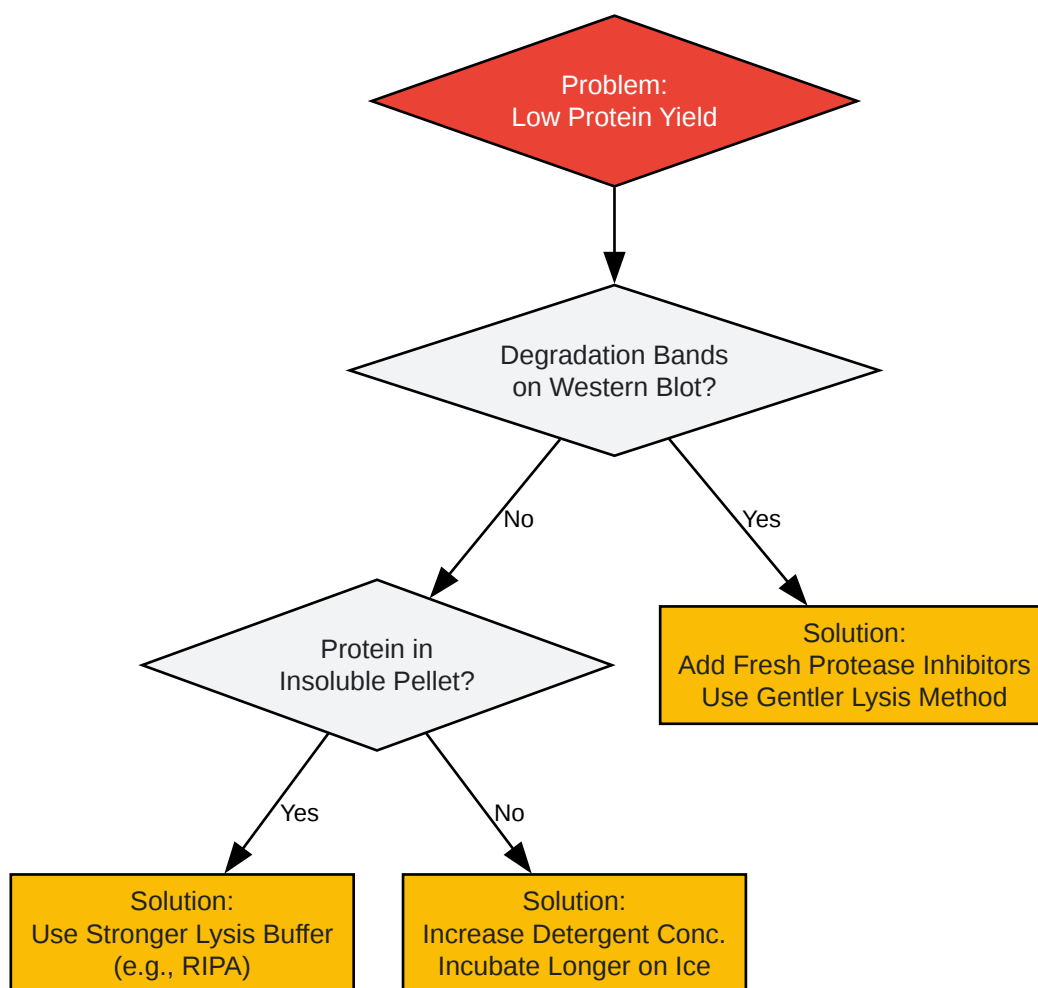 Problem:
Low Protein Yield
Degradation Bands
on Western Blot?
No
Yes
Protein in
Insoluble Pellet?
Solution:
Add Fresh Protease Inhibitors
Use Gentler Lysis Method
Yes
No
Solution:
Use Stronger Lysis Buffer
(e.g., RIPA)
Solution:
Increase Detergent Conc.
Incubate Longer on Ice